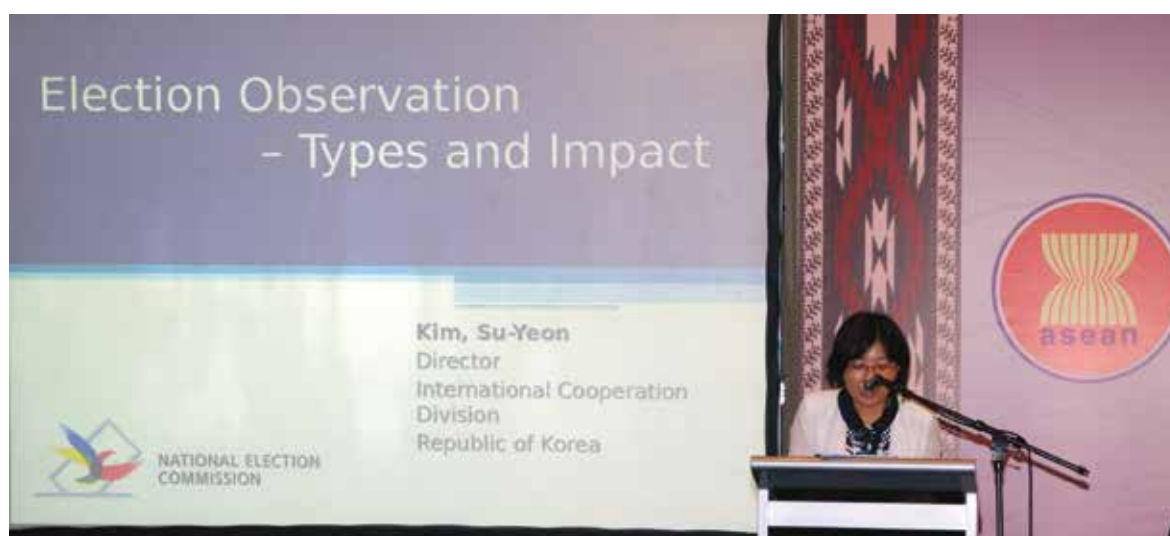 Election Observation
– Types and Impact
Kim, Su-Yeon
Director
International Cooperation
Division
Republic of Korea
NATIONAL ELECTION
COMMISSION
asean